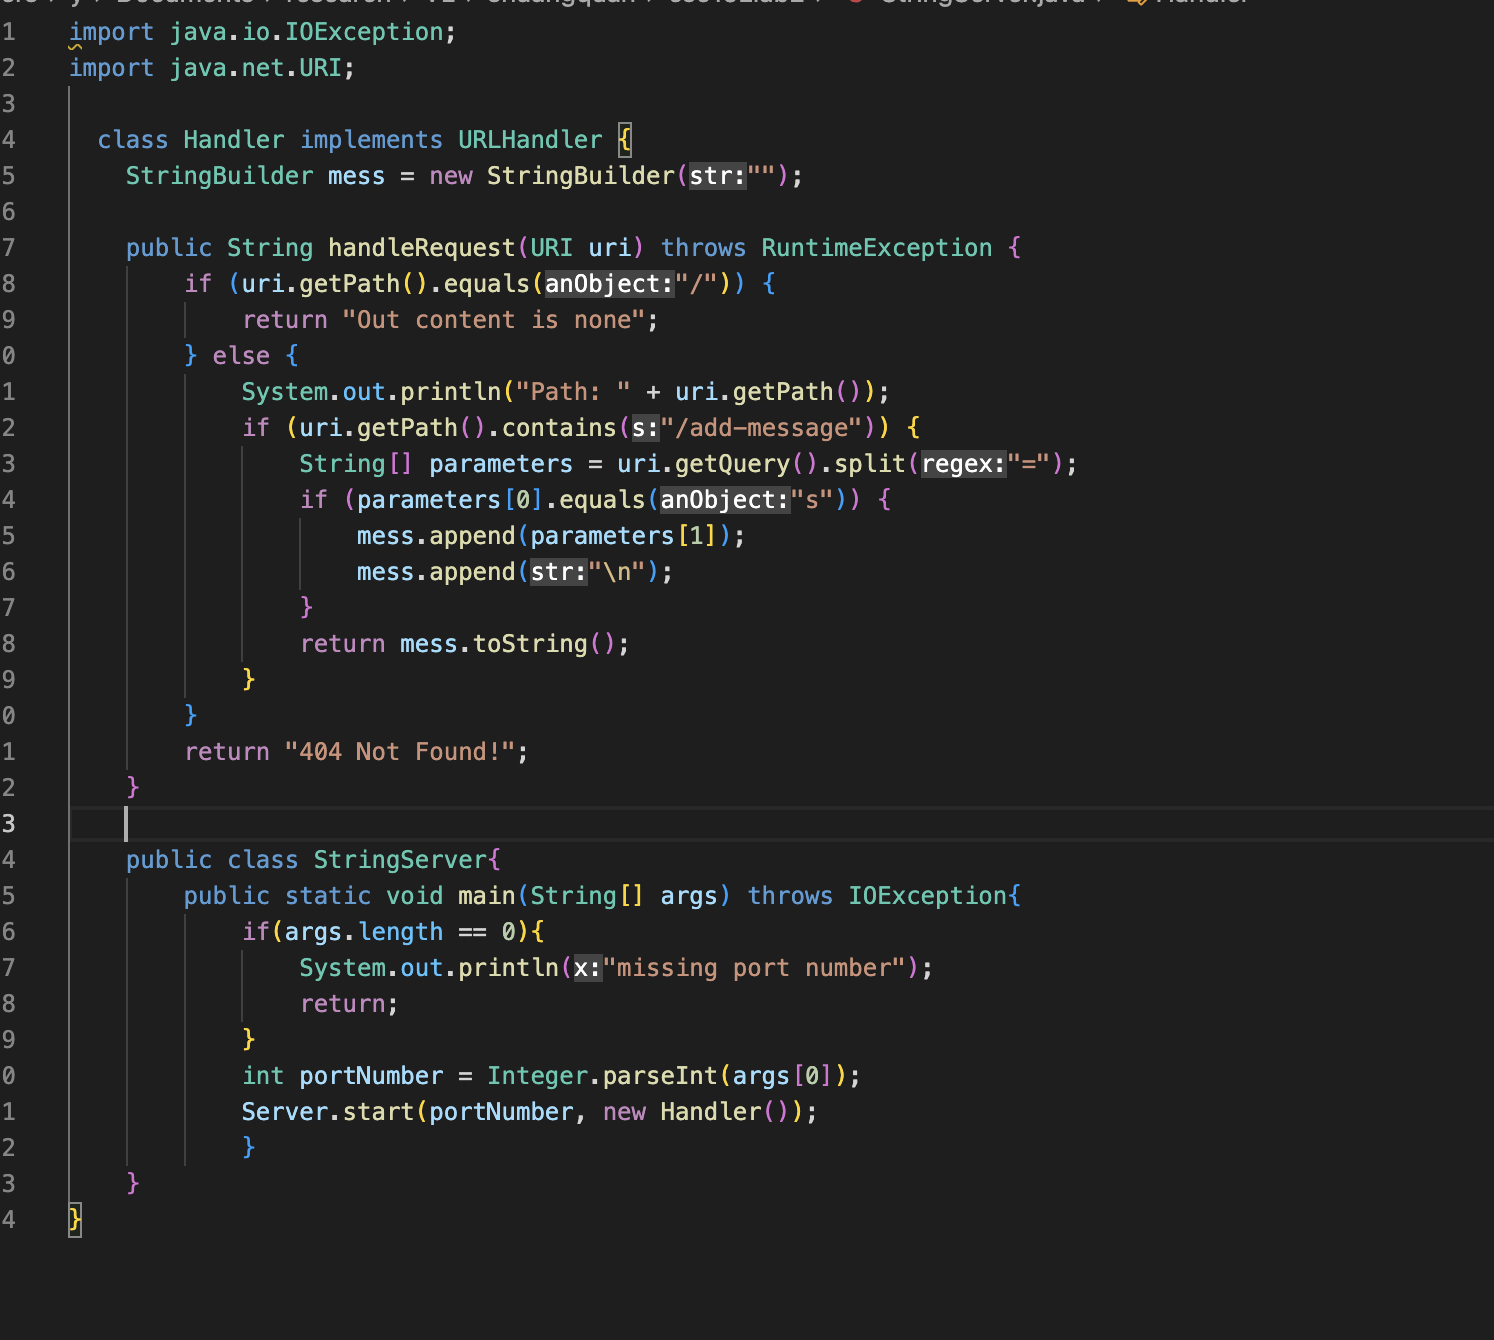 1 import java.io.IOException;
2 import java.net.URI;
3
4 class Handler implements URLHandler {
5 StringBuilder mess = new StringBuilder(str:"");
6
7 public String handleRequest(URI uri) throws RuntimeException {
8 if (uri.getPath().equals(anObject:"/")) {
9 return "Out content is none";
0 } else {
1 System.out.println("Path: " + uri.getPath());
2 if (uri.getPath().contains(s:"/add-message")) {
3 String[] parameters = uri.getQuery().split(regex:"=");
4 if (parameters[0].equals(anObject:"s")) {
5 mess.append(parameters[1]);
6 mess.append(str:"\n");
7 }
8 return mess.toString();
9 }
0 }
1 return "404 Not Found!";
2 }
3
4 public class StringServer{
5 public static void main(String[] args) throws IOException{
6 if(args.length == 0){
7 System.out.println(x:"missing port number");
8 return;
9 }
0 int portNumber = Integer.parseInt(args[0]);
1 Server.start(portNumber, new Handler());
2 }
3 }
4 }